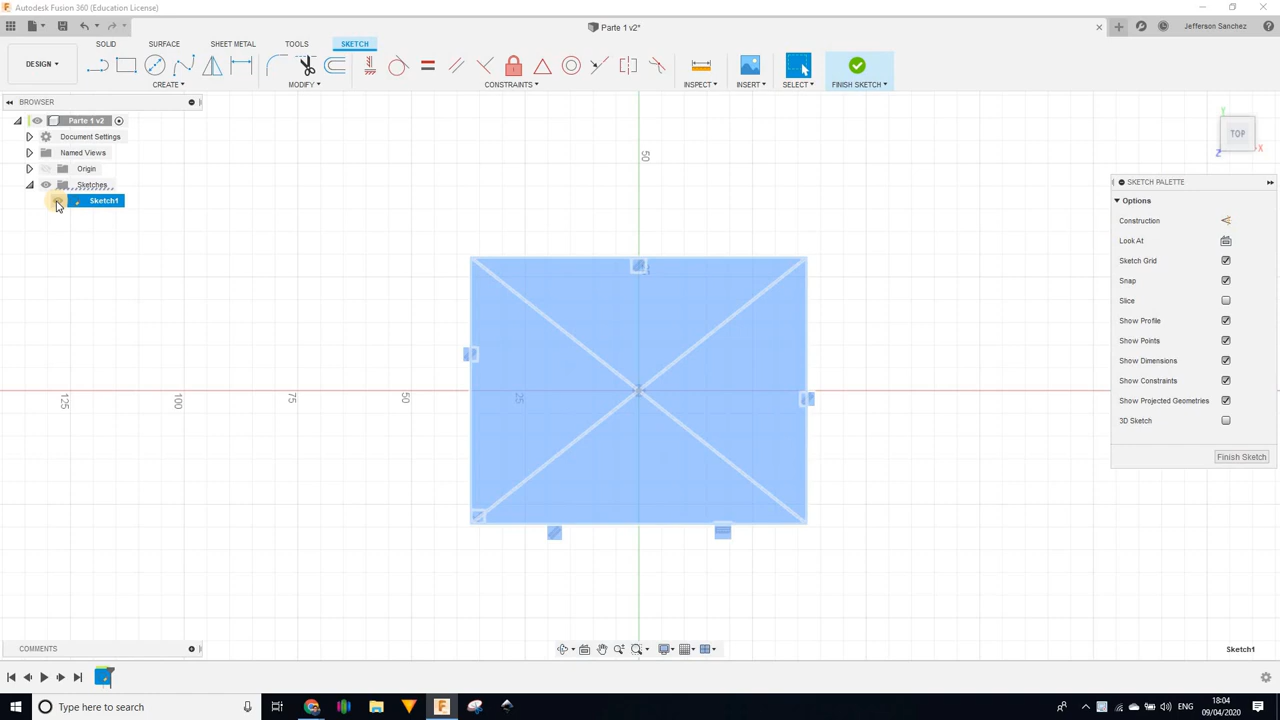 Autodesk Fusion 360 (Education License)
Parte 1 v2*
Jefferson Sanchez
DESIGN
SOLID
SURFACE
SHEET METAL
TOOLS
SKETCH
CREATE
MODIFY
CONSTRAINTS
INSPECT
INSERT
SELECT
FINISH SKETCH
BROWSER
Parte 1 v2
Document Settings
Named Views
Origin
Sketches
Sketch1
50
125
100
75
50
25
Y
TOP
X
Z
SKETCH PALETTE
Options
Construction
Look At
Sketch Grid
Snap
Slice
Show Profile
Show Points
Show Dimensions
Show Constraints
Show Projected Geometries
3D Sketch
Finish Sketch
COMMENTS
Sketch1
Type here to search
ENG
18:04
09/04/2020